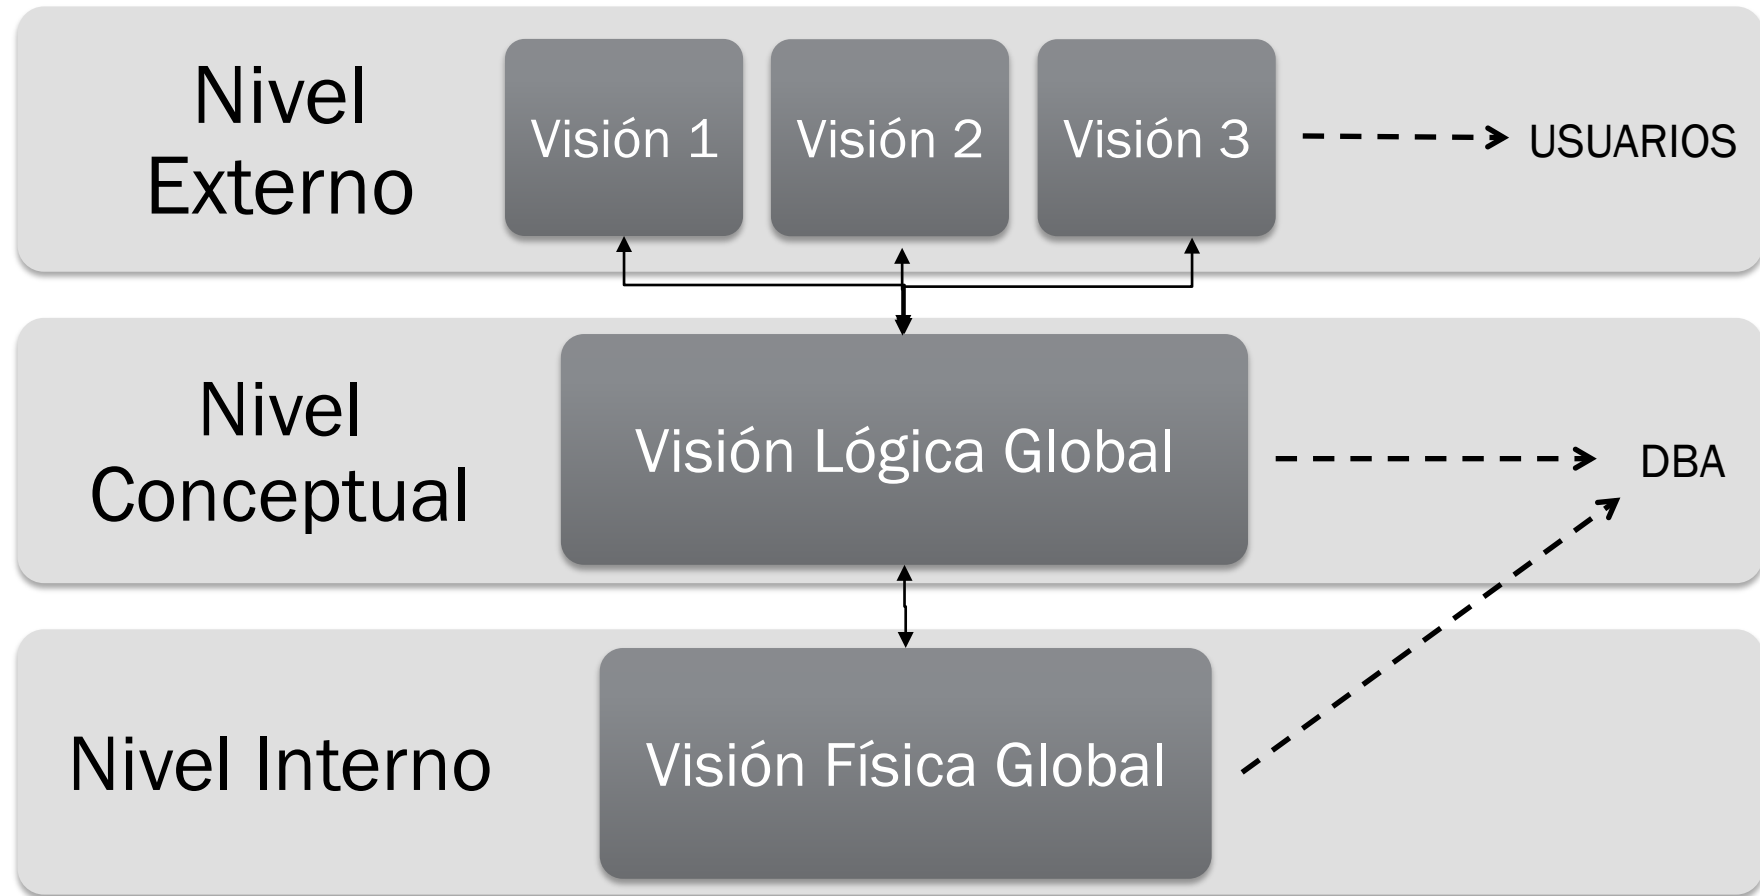 Nivel
Externo
Visión 1
Visión 2
Visión 3
USUARIOS
Nivel
Conceptual
Visión Lógica Global
DBA
Nivel Interno
Visión Física Global